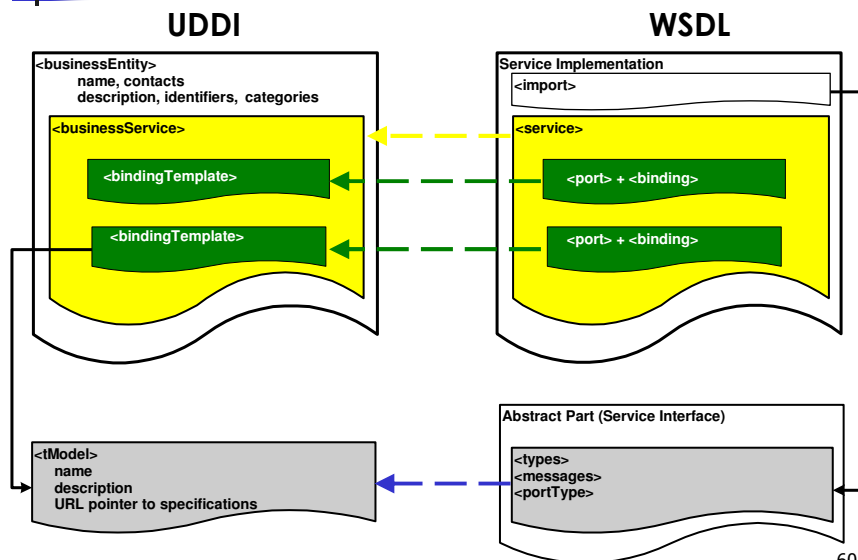 UDDI
<businessEntity>
name, contacts
description, identifiers, categories
<businessService>
<bindingTemplate>
<bindingTemplate>
<tModel>
name
description
URL pointer to specifications
WSDL
Service Implementation
<import>
<service>
<port> + <binding>
<port> + <binding>
Abstract Part (Service Interface)
<types>
<messages>
<portType>